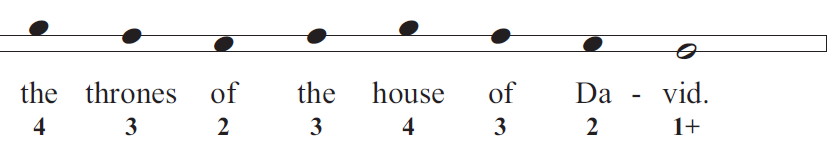 the thrones of the house of Da - vid.
4 3 2 3 4 3 2 1+